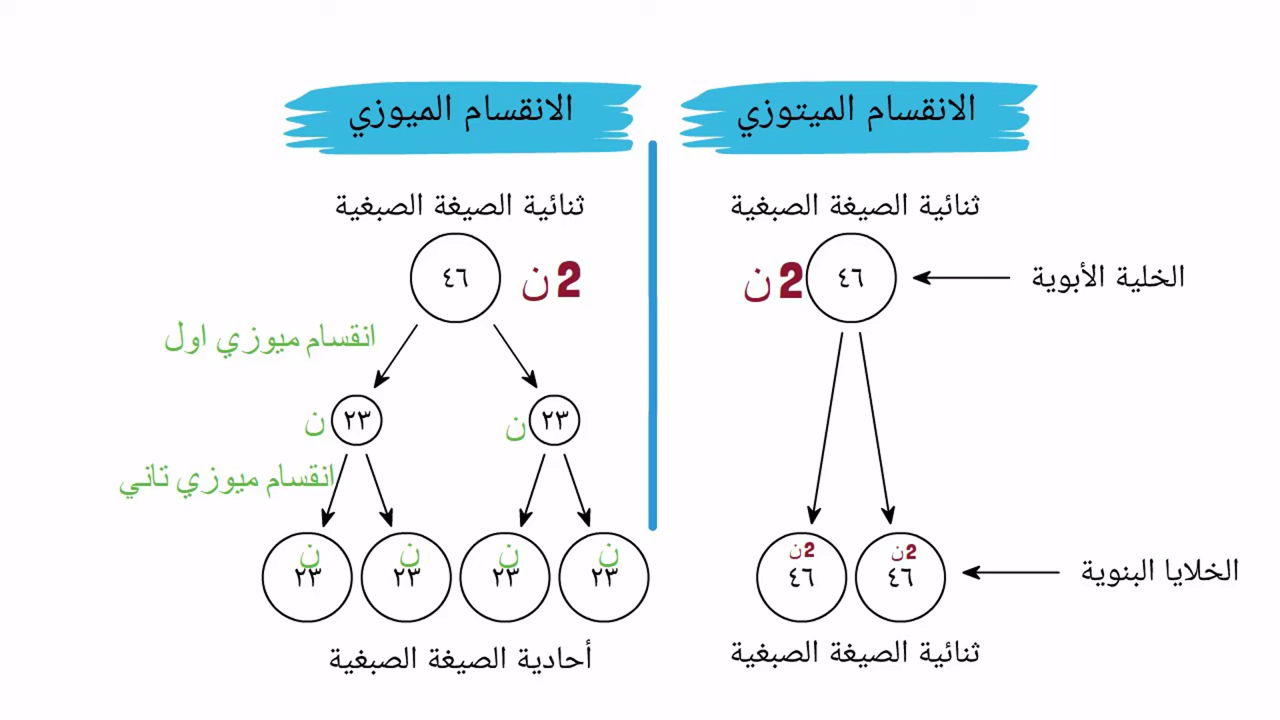 الانقسام الميتوزي
الانقسام الميوزي
ثنائية الصيغة الصبغية
ثنائية الصيغة الصبغية
الخلية الأبوية
٤٦
2ن
2ن
٤٦
انقسام ميوزي اول
٢٣
ن
٢٣
ن
انقسام ميوزي تاني
2ن
2ن
ن
ن
ن
ن
الخلايا البنوية
٤٦
٤٦
٢٣
٢٣
٢٣
٢٣
ثنائية الصيغة الصبغية
أحادية الصيغة الصبغية